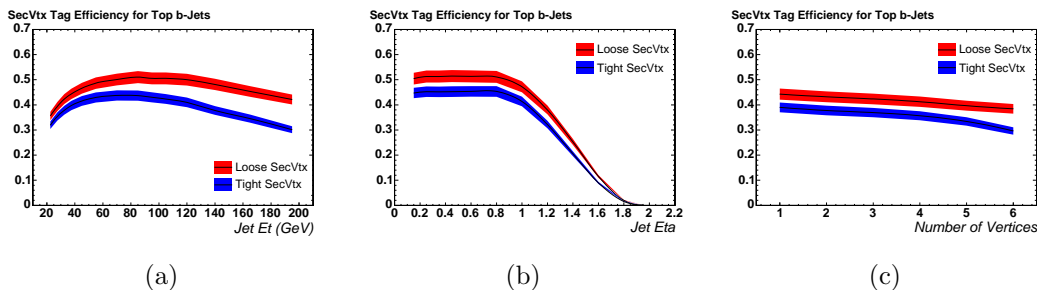 SecVtx Tag Efficiency for Top b-Jets
0.7
0.6
0.5
0.4
0.3
0.2
0.1
0
Loose SecVtx
Tight SecVtx
20 40 60 80 100 120 140 160 180 200
Jet Et (GeV)
(a)
SecVtx Tag Efficiency for Top b-Jets
0.7
0.6
0.5
0.4
0.3
0.2
0.1
0
Loose SecVtx
Tight SecVtx
0 0.2 0.4 0.6 0.8 1 1.2 1.4 1.6 1.8 2 2.2
Jet Eta
(b)
SecVtx Tag Efficiency for Top b-Jets
0.7
0.6
0.5
0.4
0.3
0.2
0.1
0
Loose SecVtx
Tight SecVtx
1 2 3 4 5 6
Number of Vertices
(c)